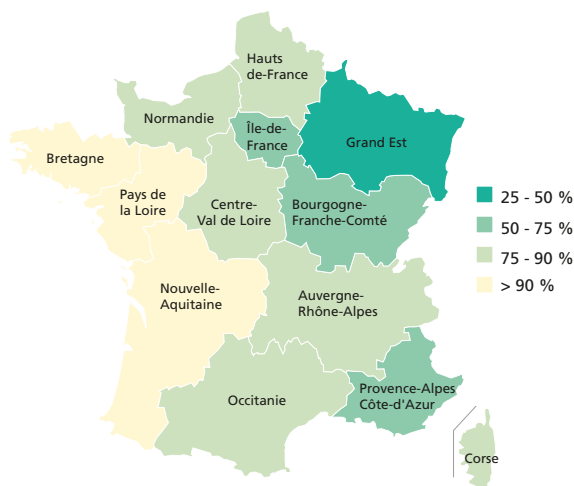 Hauts
de-France
Normandie
Île-de-
France
Grand Est
Bretagne
Pays de
la Loire
Centre-
Val de Loire
Bourgogne-
Franche-Comté
Nouvelle-
Aquitaine
Auvergne-
Rhône-Alpes
Occitanie
Provence-Alpes
Côte-d'Azur
Corse
25 - 50 %
50 - 75 %
75 - 90 %
> 90 %